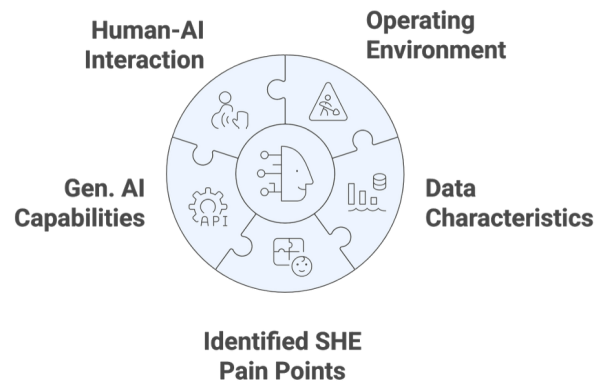 Human-AI
Interaction
Operating
Environment
Gen. AI
Capabilities
API
Data
Characteristics
Identified SHE
Pain Points